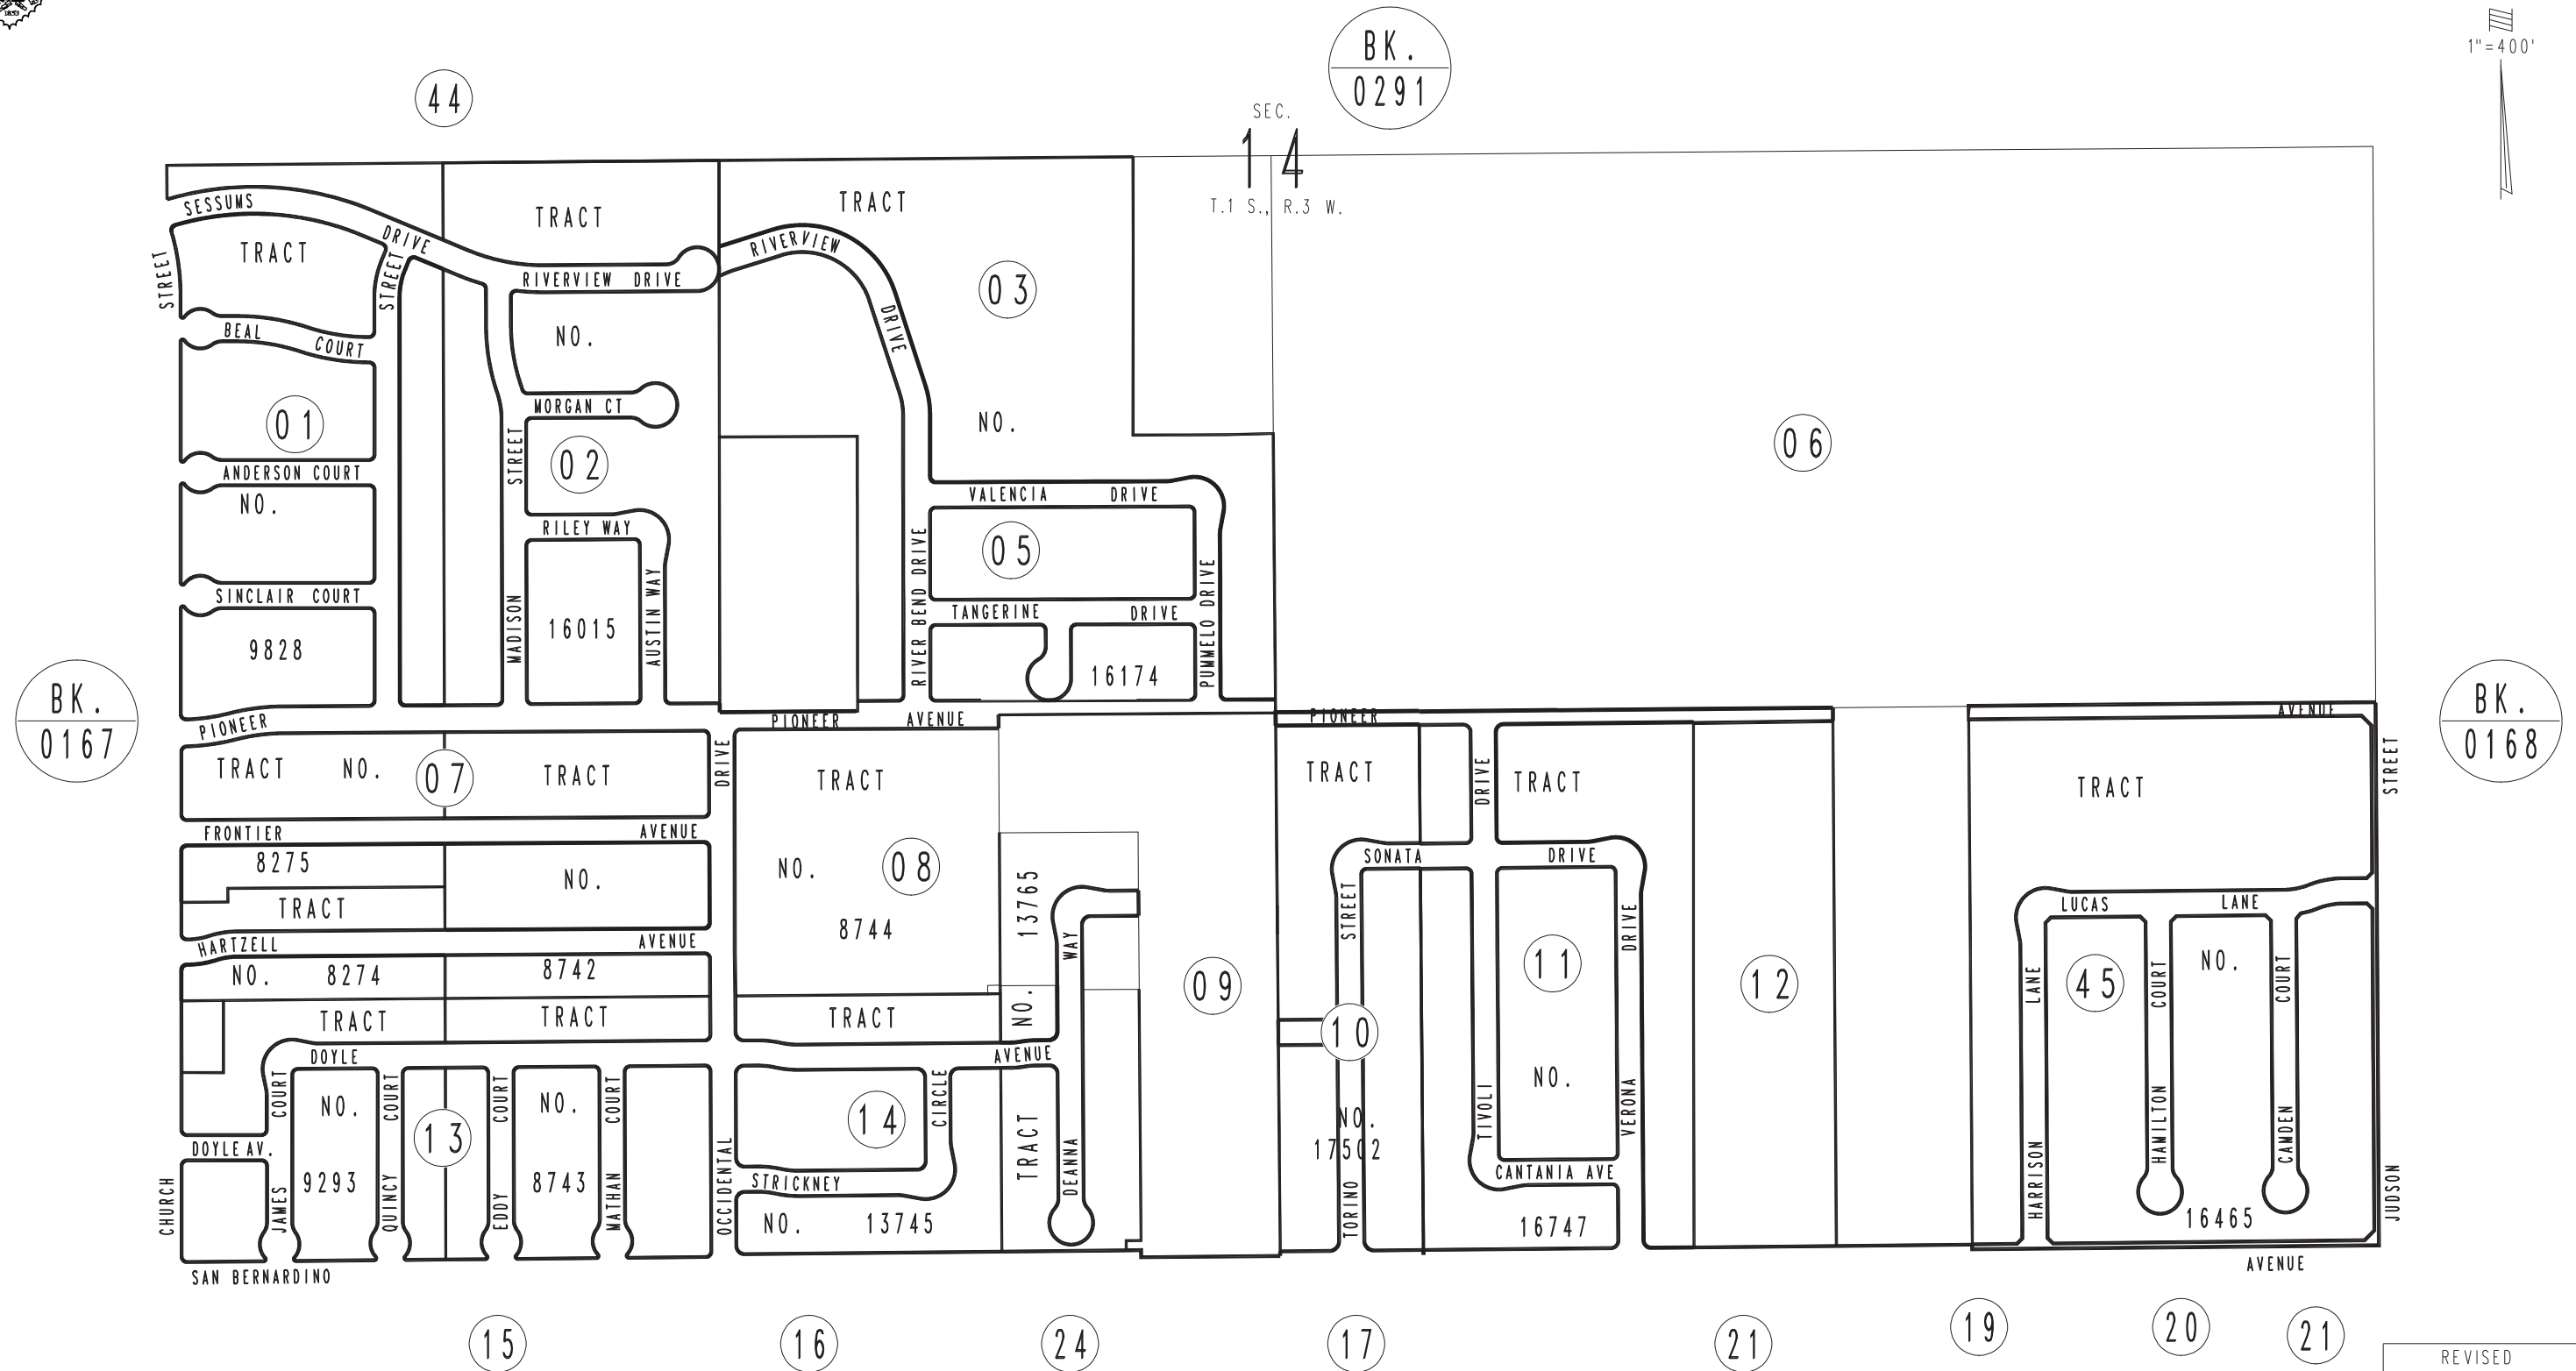 1853
BK.
0291
1"=400'
44
SEC.
14
T.1 S., R.3 W.
SESSUMS
DRIVE
TRACT
TRACT
TRACT
RIVERVIEW
DRIVE
STREET
STREET
RIVERVIEW DRIVE
03
BEAL
COURT
NO.
01
MORGAN CT
NO.
06
STREET
02
ANDERSON COURT
NO.
VALENCIA DRIVE
RILEY WAY
05
SINCLAIR COURT
TANGERINE DRIVE
9828
MADISON
16015
AUSTIN WAY
RIVER BEND DRIVE
16174
PUMMELO DRIVE
BK.
0167
BK.
0168
PIONEER
PIONEER AVENUE
PIONEER
AVENUE
TRACT NO.
07
TRACT
DRIVE
TRACT
TRACT
DRIVE
TRACT
TRACT
STREET
FRONTIER
AVENUE
8275
NO.
NO.
08
13765
SONATA
DRIVE
TRACT
8744
STREET
DRIVE
LUCAS
LANE
HARTZELL
AVENUE
WAY
NO. 8274
8742
09
11
12
LANE
45
COURT
NO.
COURT
TRACT
TRACT
TRACT
NO.
10
DOYLE
AVENUE
COURT
NO.
COURT
COURT
NO.
COURT
CIRCLE
14
TRACT
NO.
17502
TIVOLI
NO.
VERONA
HAMILTON
CAMDEN
13
DOYLE AV.
CHURCH
JAMES
9293
QUINCY
EDDY
8743
MATHAN
OCCIDENTAL
STRICKNEY
DEANNA
TORINO
CANTANIA AVE
HARRISON
JUDSON
NO. 13745
16747
16465
SAN BERNARDINO
AVENUE
15
16
24
17
21
19
20
21
REVISED